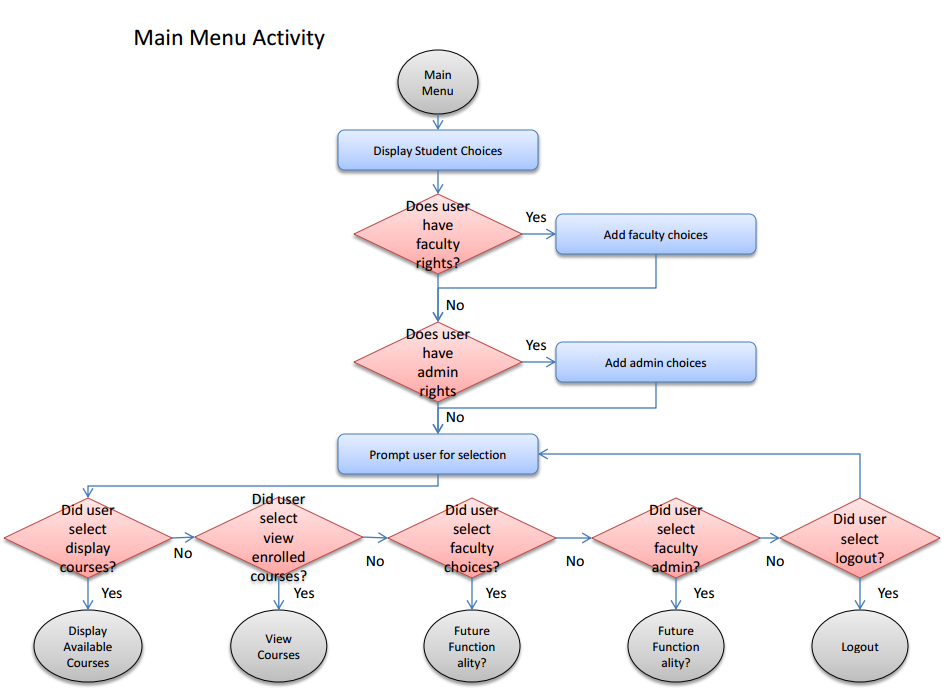 Main Menu Activity
Main
Menu
Display Student Choices
Does user
have
faculty
rights?
Yes
Add faculty choices
No
Does user
have
admin
rights
Yes
Add admin choices
No
Prompt user for selection
Did user
select
display
courses?
No
Yes
Did user
select
view
enrolled
courses?
No
Yes
Did user
select
faculty
choices?
No
Yes
Did user
select
faculty
admin?
No
Yes
Did user
select
logout?
Yes
Display
Available
Courses
View
Courses
Future
Function
ality?
Future
Function
ality?
Logout